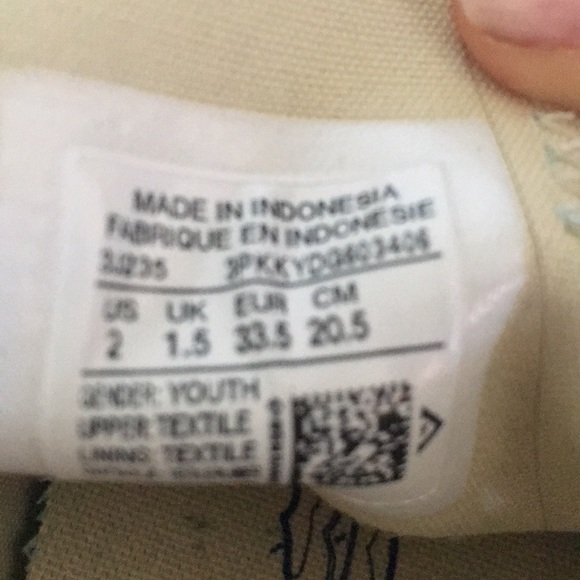 MADE IN INDONESIA
FABRIQUE EN INDONESIE
US UK EUR CM
2 1.5 33.5 20.5
GENDER: YOUTH
UPPER: TEXTILE
LINING: TEXTILE